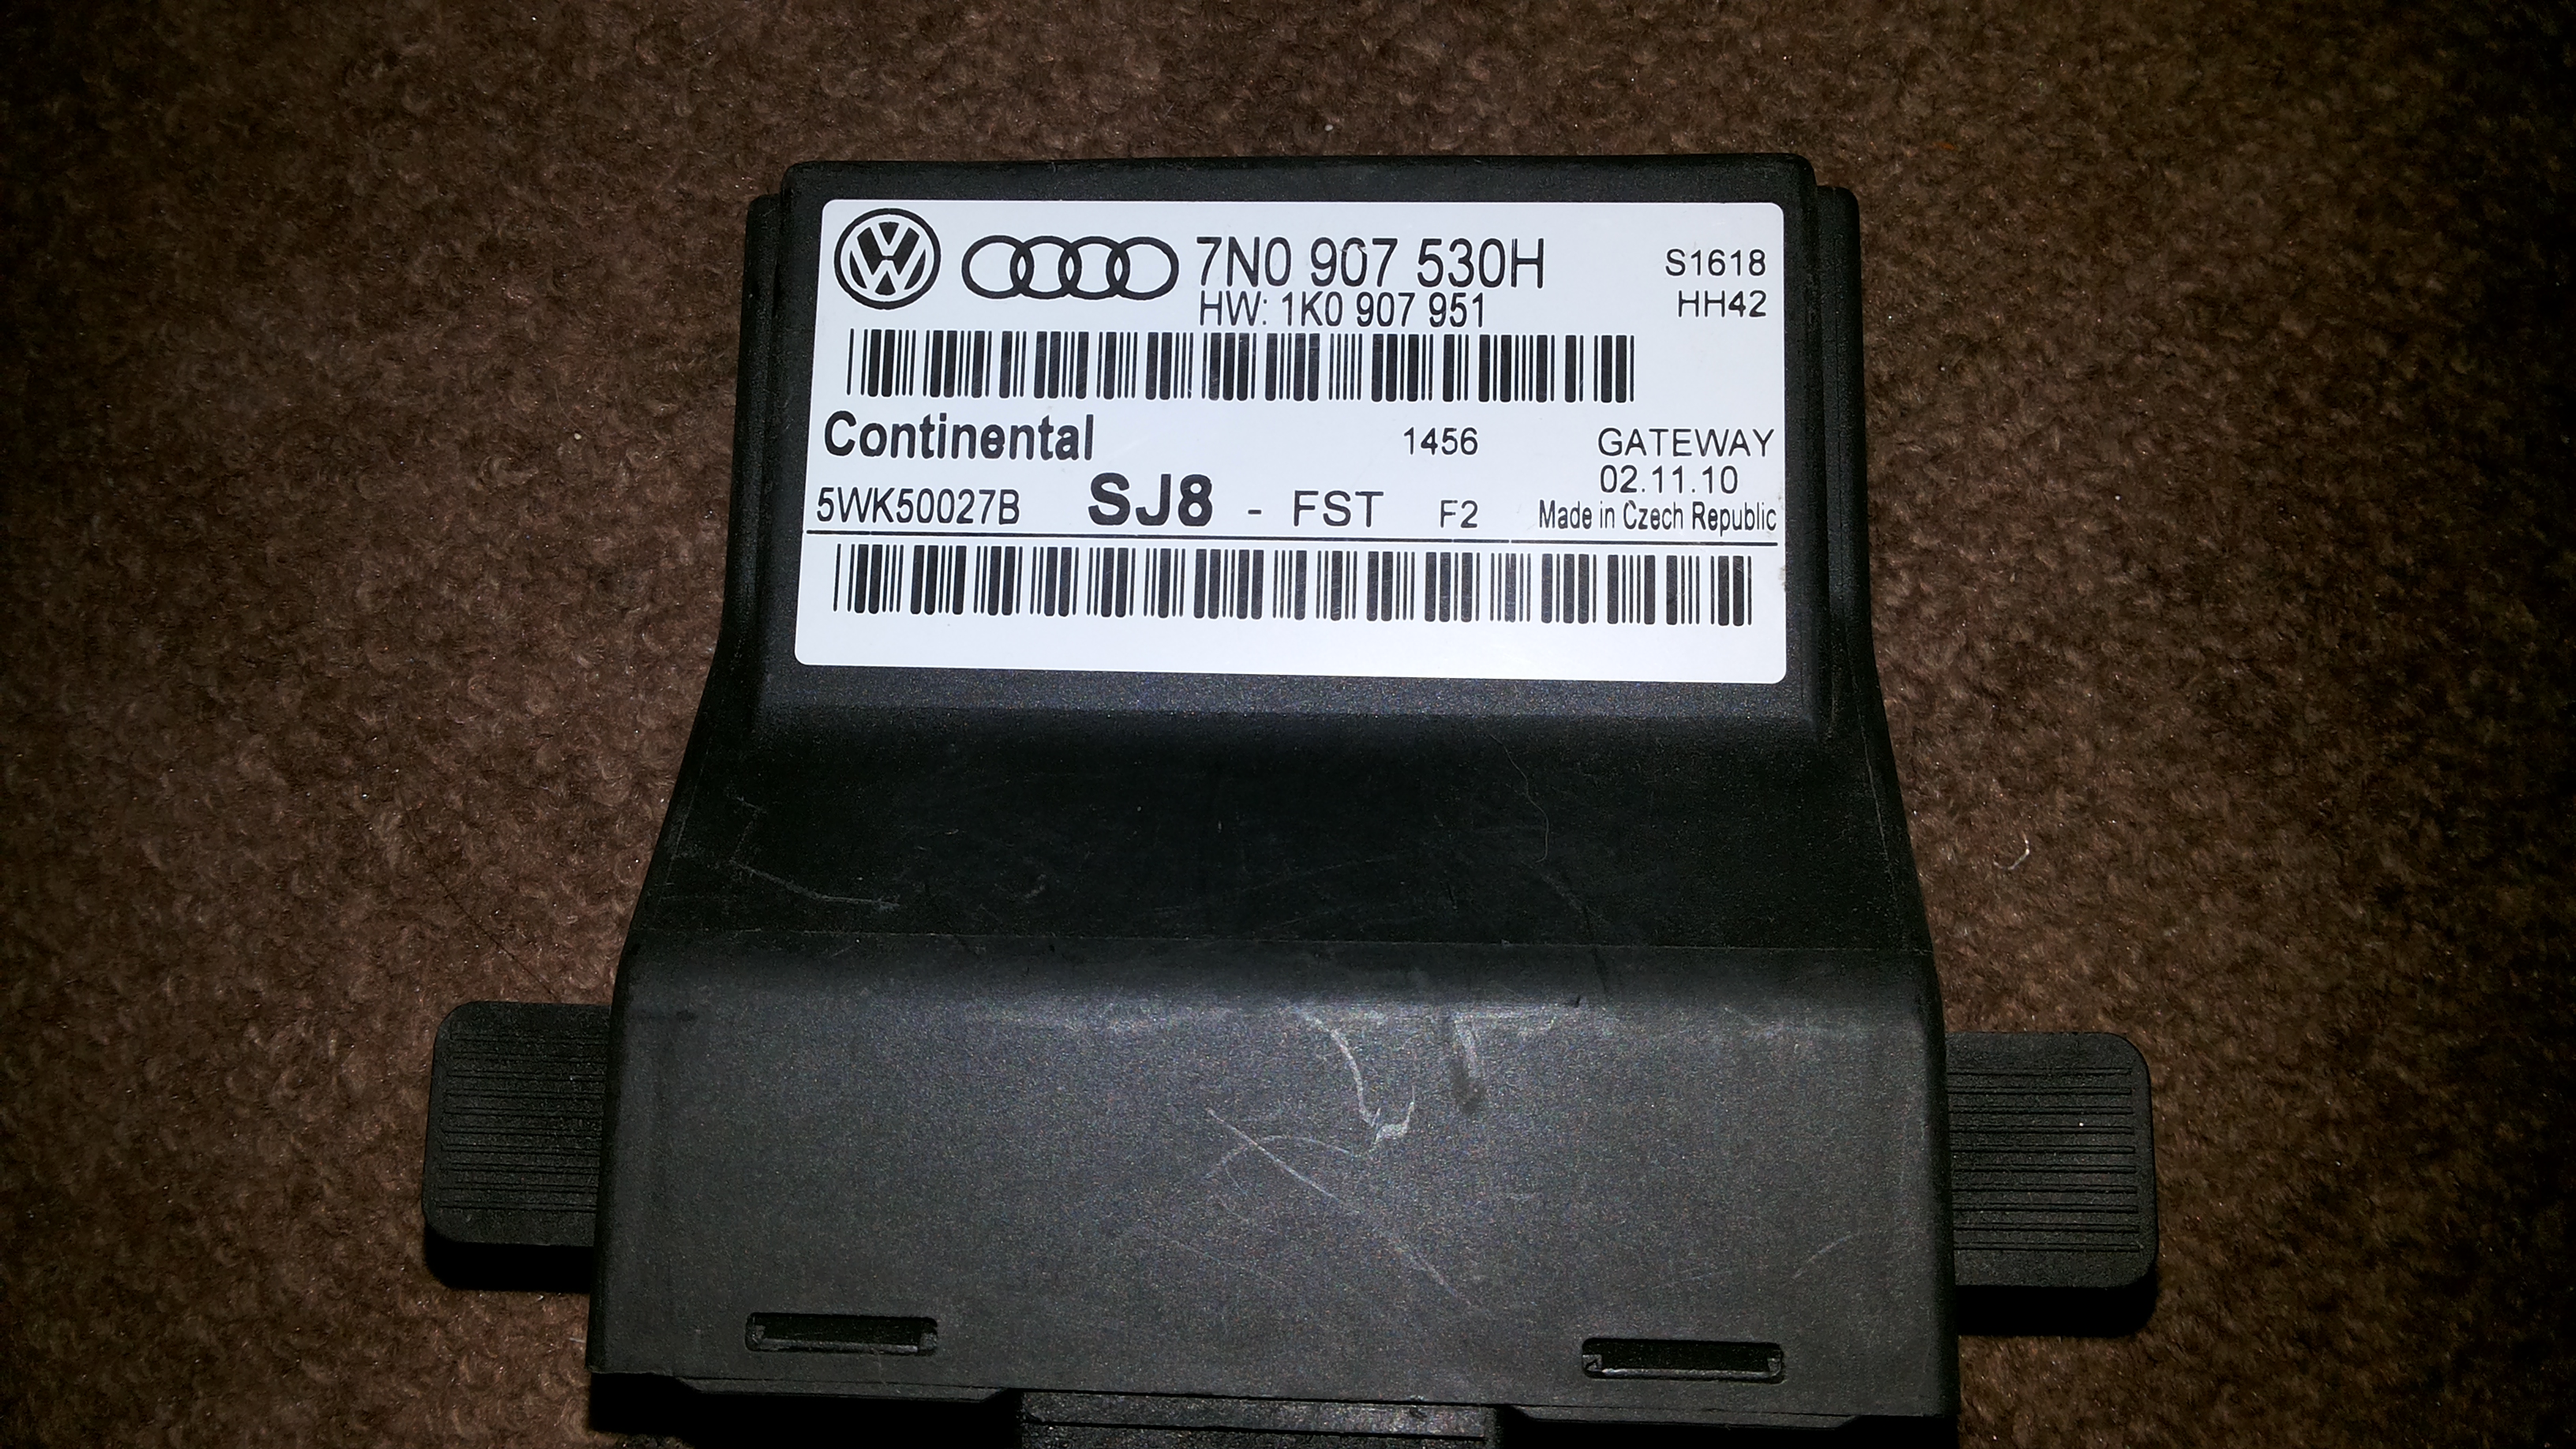 7N0 907 530H S1618
HW: 1K0 907 951 HH42
Continental 1456 GATEWAY
02.11.10
5WK50027B SJ8 - FST F2 Made in Czech Republic